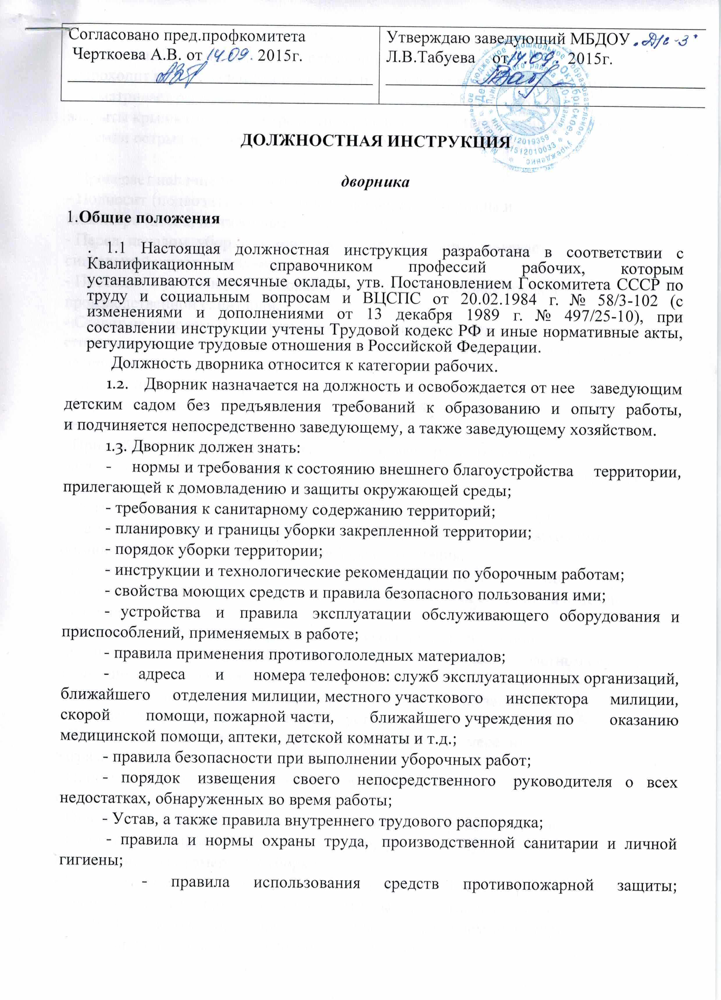 Согласовано пред.профкомитета
Черткоева А.В. от 14.09. 2015г.
Утверждаю заведующий МБДОУ „Д/с-3"
Л.В.Табуева от 14.09. 2015г.
бюджетное дошкольное образовательное учреждение
«Детский сад №3 с. Октябрьское»
ИНН 1512019359
ДОЛЖНОСТНАЯ ИНСТРУКЦИЯ
дворника
1.Общие положения
. 1.1 Настоящая должностная инструкция разработана в соответствии с
Квалификационным справочником профессий рабочих, которым
устанавливаются месячные оклады, утв. Постановлением Госкомитета СССР по
труду и социальным вопросам и ВЦСПС от 20.02.1984 г. № 58/3-102 (с
изменениями и дополнениями от 13 декабря 1989 г. № 497/25-10), при
составлении инструкции учтены Трудовой кодекс РФ и иные нормативные акты,
регулирующие трудовые отношения в Российской Федерации.
Должность дворника относится к категории рабочих.
1.2. Дворник назначается на должность и освобождается от нее заведующим
детским садом без предъявления требований к образованию и опыту работы,
и подчиняется непосредственно заведующему, а также заведующему хозяйством.
1.3. Дворник должен знать:
- нормы и требования к состоянию внешнего благоустройства территории,
прилегающей к домовладению и защиты окружающей среды;
- требования к санитарному содержанию территорий;
- планировку и границы уборки закрепленной территории;
- порядок уборки территории;
- инструкции и технологические рекомендации по уборочным работам;
- свойства моющих средств и правила безопасного пользования ими;
- устройства и правила эксплуатации обслуживающего оборудования и
приспособлений, применяемых в работе;
- правила применения противогололедных материалов;
- адреса и номера телефонов: служб эксплуатационных организаций,
ближайшего отделения милиции, местного участкового инспектора милиции,
скорой помощи, пожарной части, ближайшего учреждения по оказанию
медицинской помощи, аптеки, детской комнаты и т.д.;
- правила безопасности при выполнении уборочных работ;
- порядок извещения своего непосредственного руководителя о всех
недостатках, обнаруженных во время работы;
- Устав, а также правила внутреннего трудового распорядка;
- правила и нормы охраны труда, производственной санитарии и личной
гигиены;
- правила использования средств противопожарной защиты;